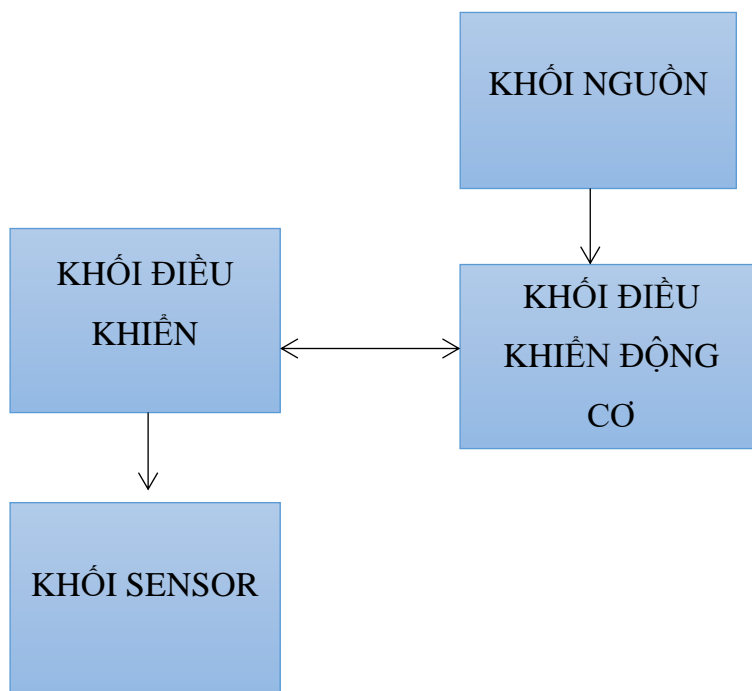 KHỐI NGUỒN
KHỐI ĐIỀU
KHIỂN
KHỐI ĐIỀU
KHIỂN ĐỘNG
CƠ
KHỐI SENSOR